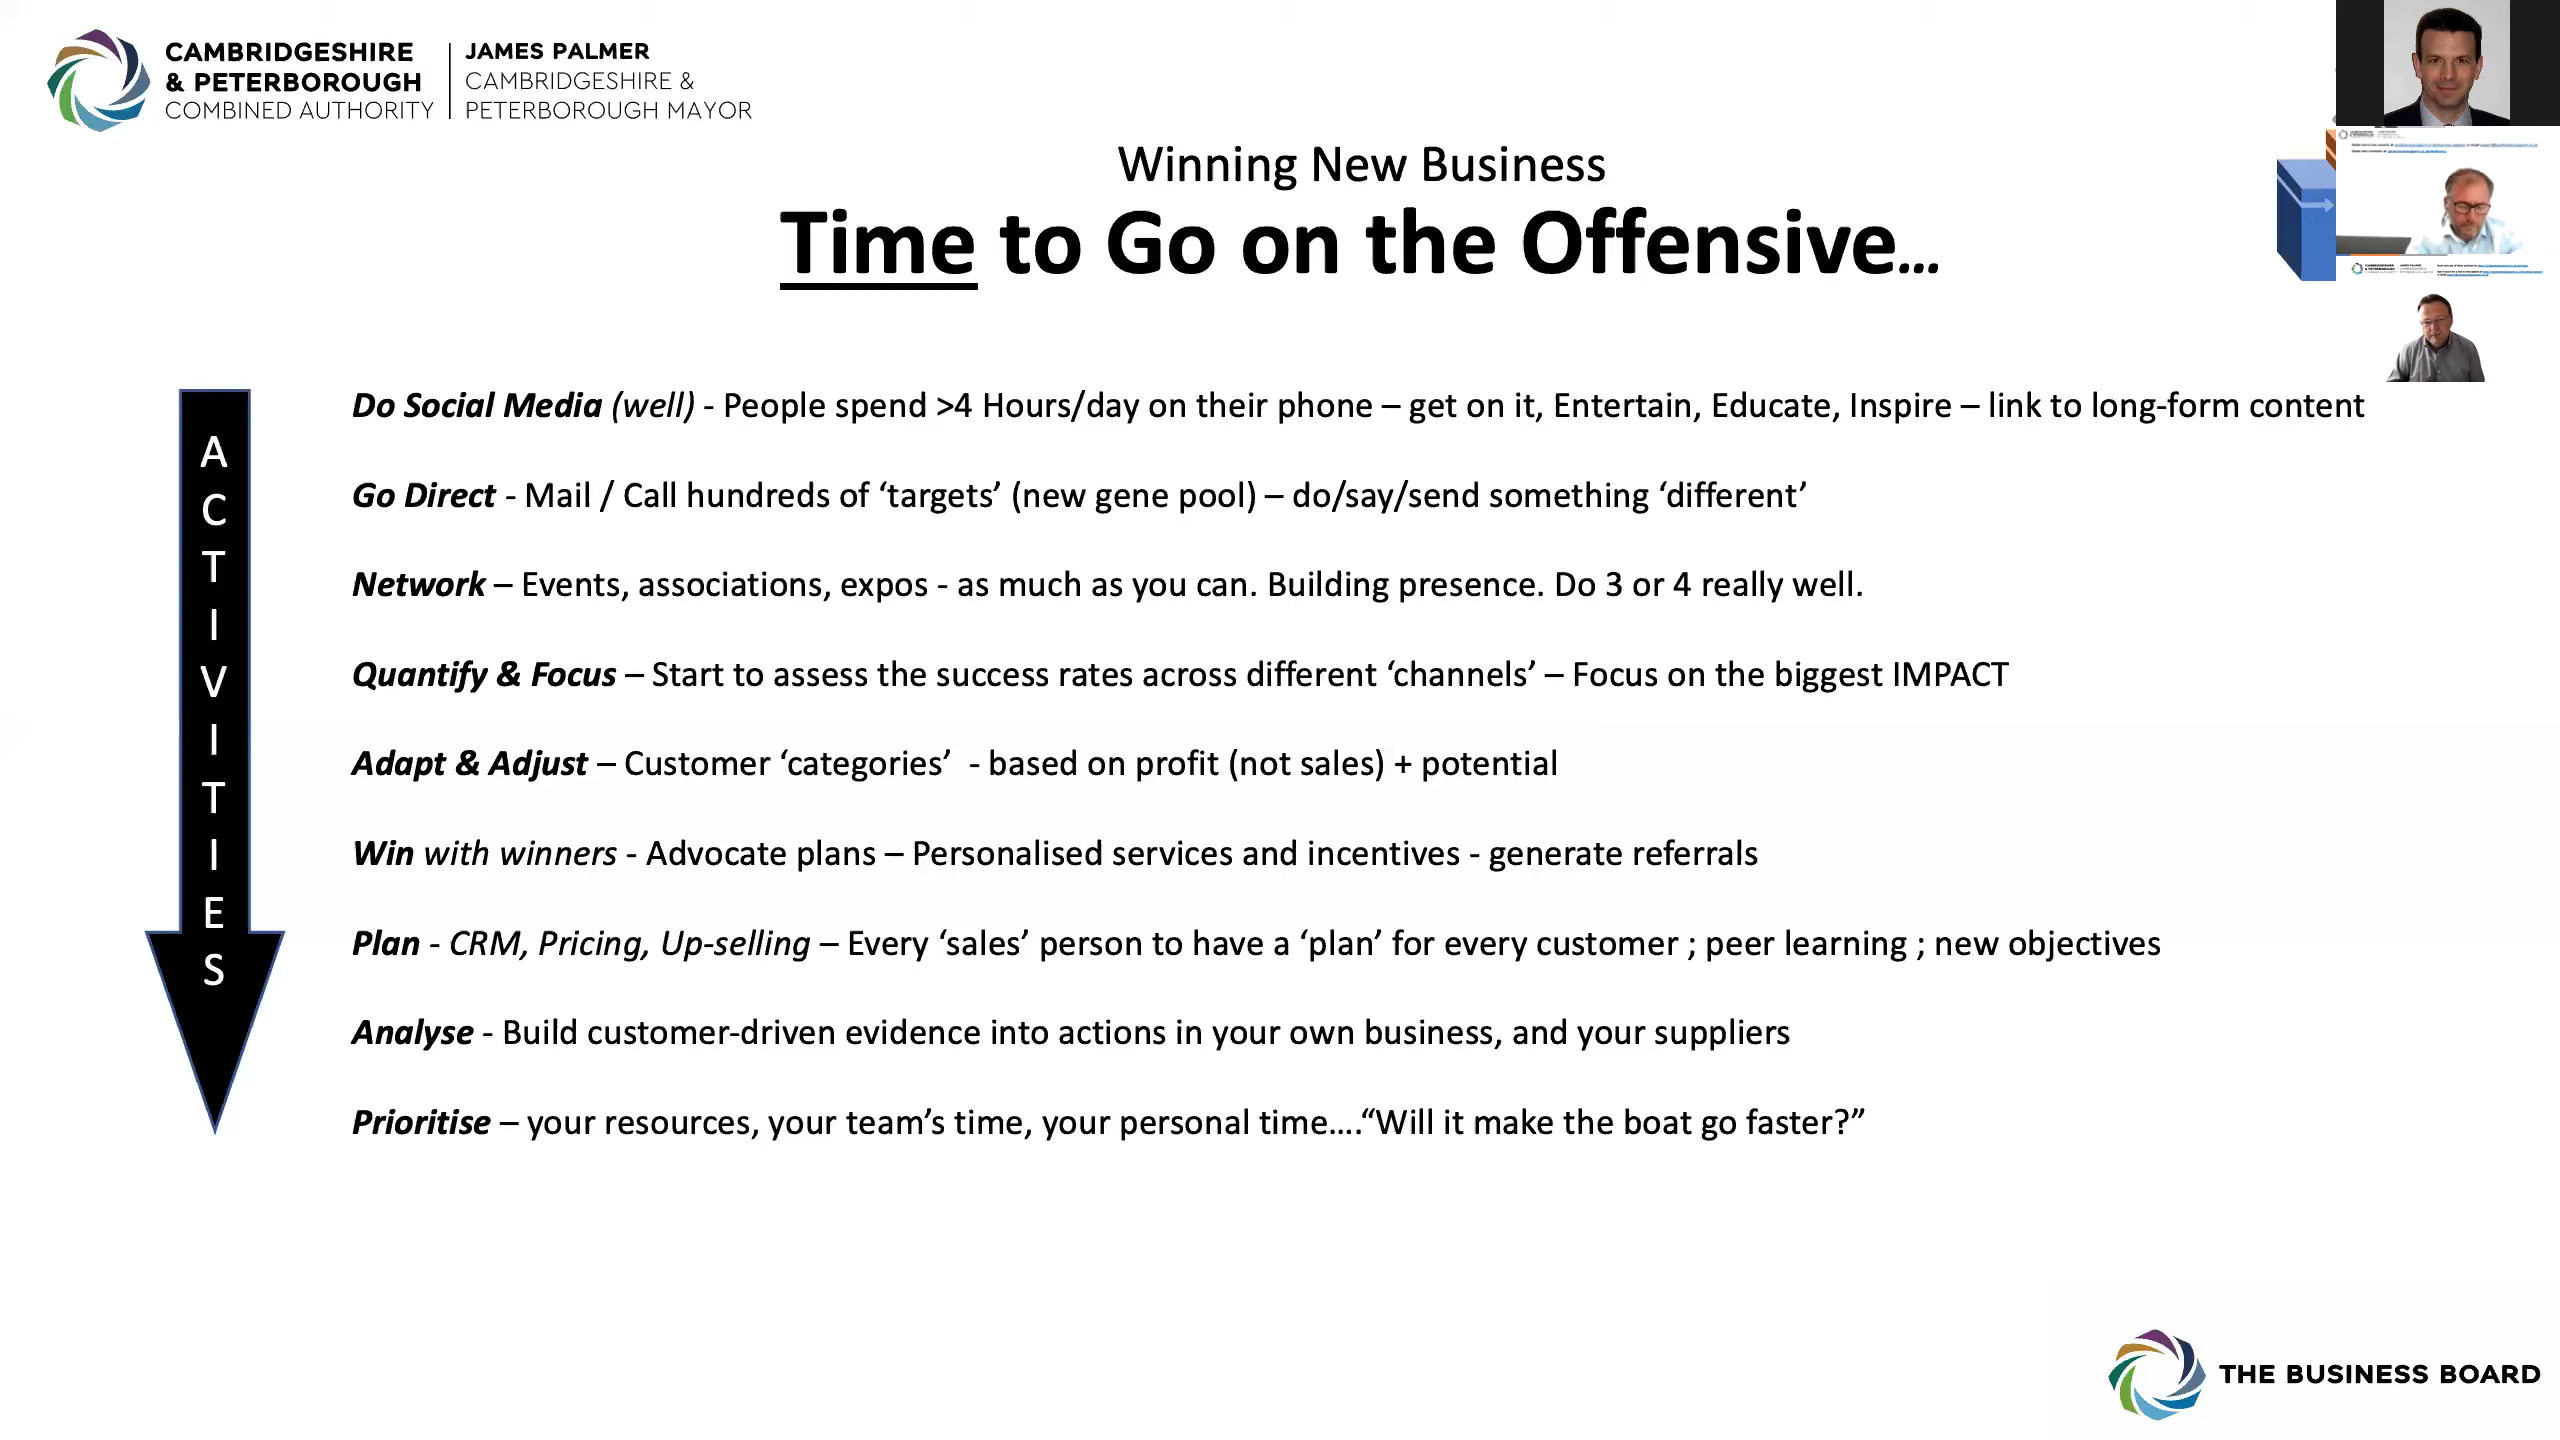 CAMBRIDGESHIRE
& PETERBOROUGH
COMBINED AUTHORITY
JAMES PALMER
CAMBRIDGESHIRE &
PETERBOROUGH MAYOR
Winning New Business
Time to Go on the Offensive...
ACTIVITIES
Do Social Media (well) - People spend >4 Hours/day on their phone – get on it, Entertain, Educate, Inspire – link to long-form content
Go Direct - Mail / Call hundreds of ‘targets’ (new gene pool) – do/say/send something ‘different’
Network – Events, associations, expos - as much as you can. Building presence. Do 3 or 4 really well.
Quantify & Focus – Start to assess the success rates across different ‘channels’ – Focus on the biggest IMPACT
Adapt & Adjust – Customer ‘categories’  - based on profit (not sales) + potential
Win with winners - Advocate plans – Personalised services and incentives - generate referrals
Plan - CRM, Pricing, Up-selling – Every ‘sales’ person to have a ‘plan’ for every customer ; peer learning ; new objectives
Analyse - Build customer-driven evidence into actions in your own business, and your suppliers
Prioritise – your resources, your team’s time, your personal time….“Will it make the boat go faster?”
THE BUSINESS BOARD